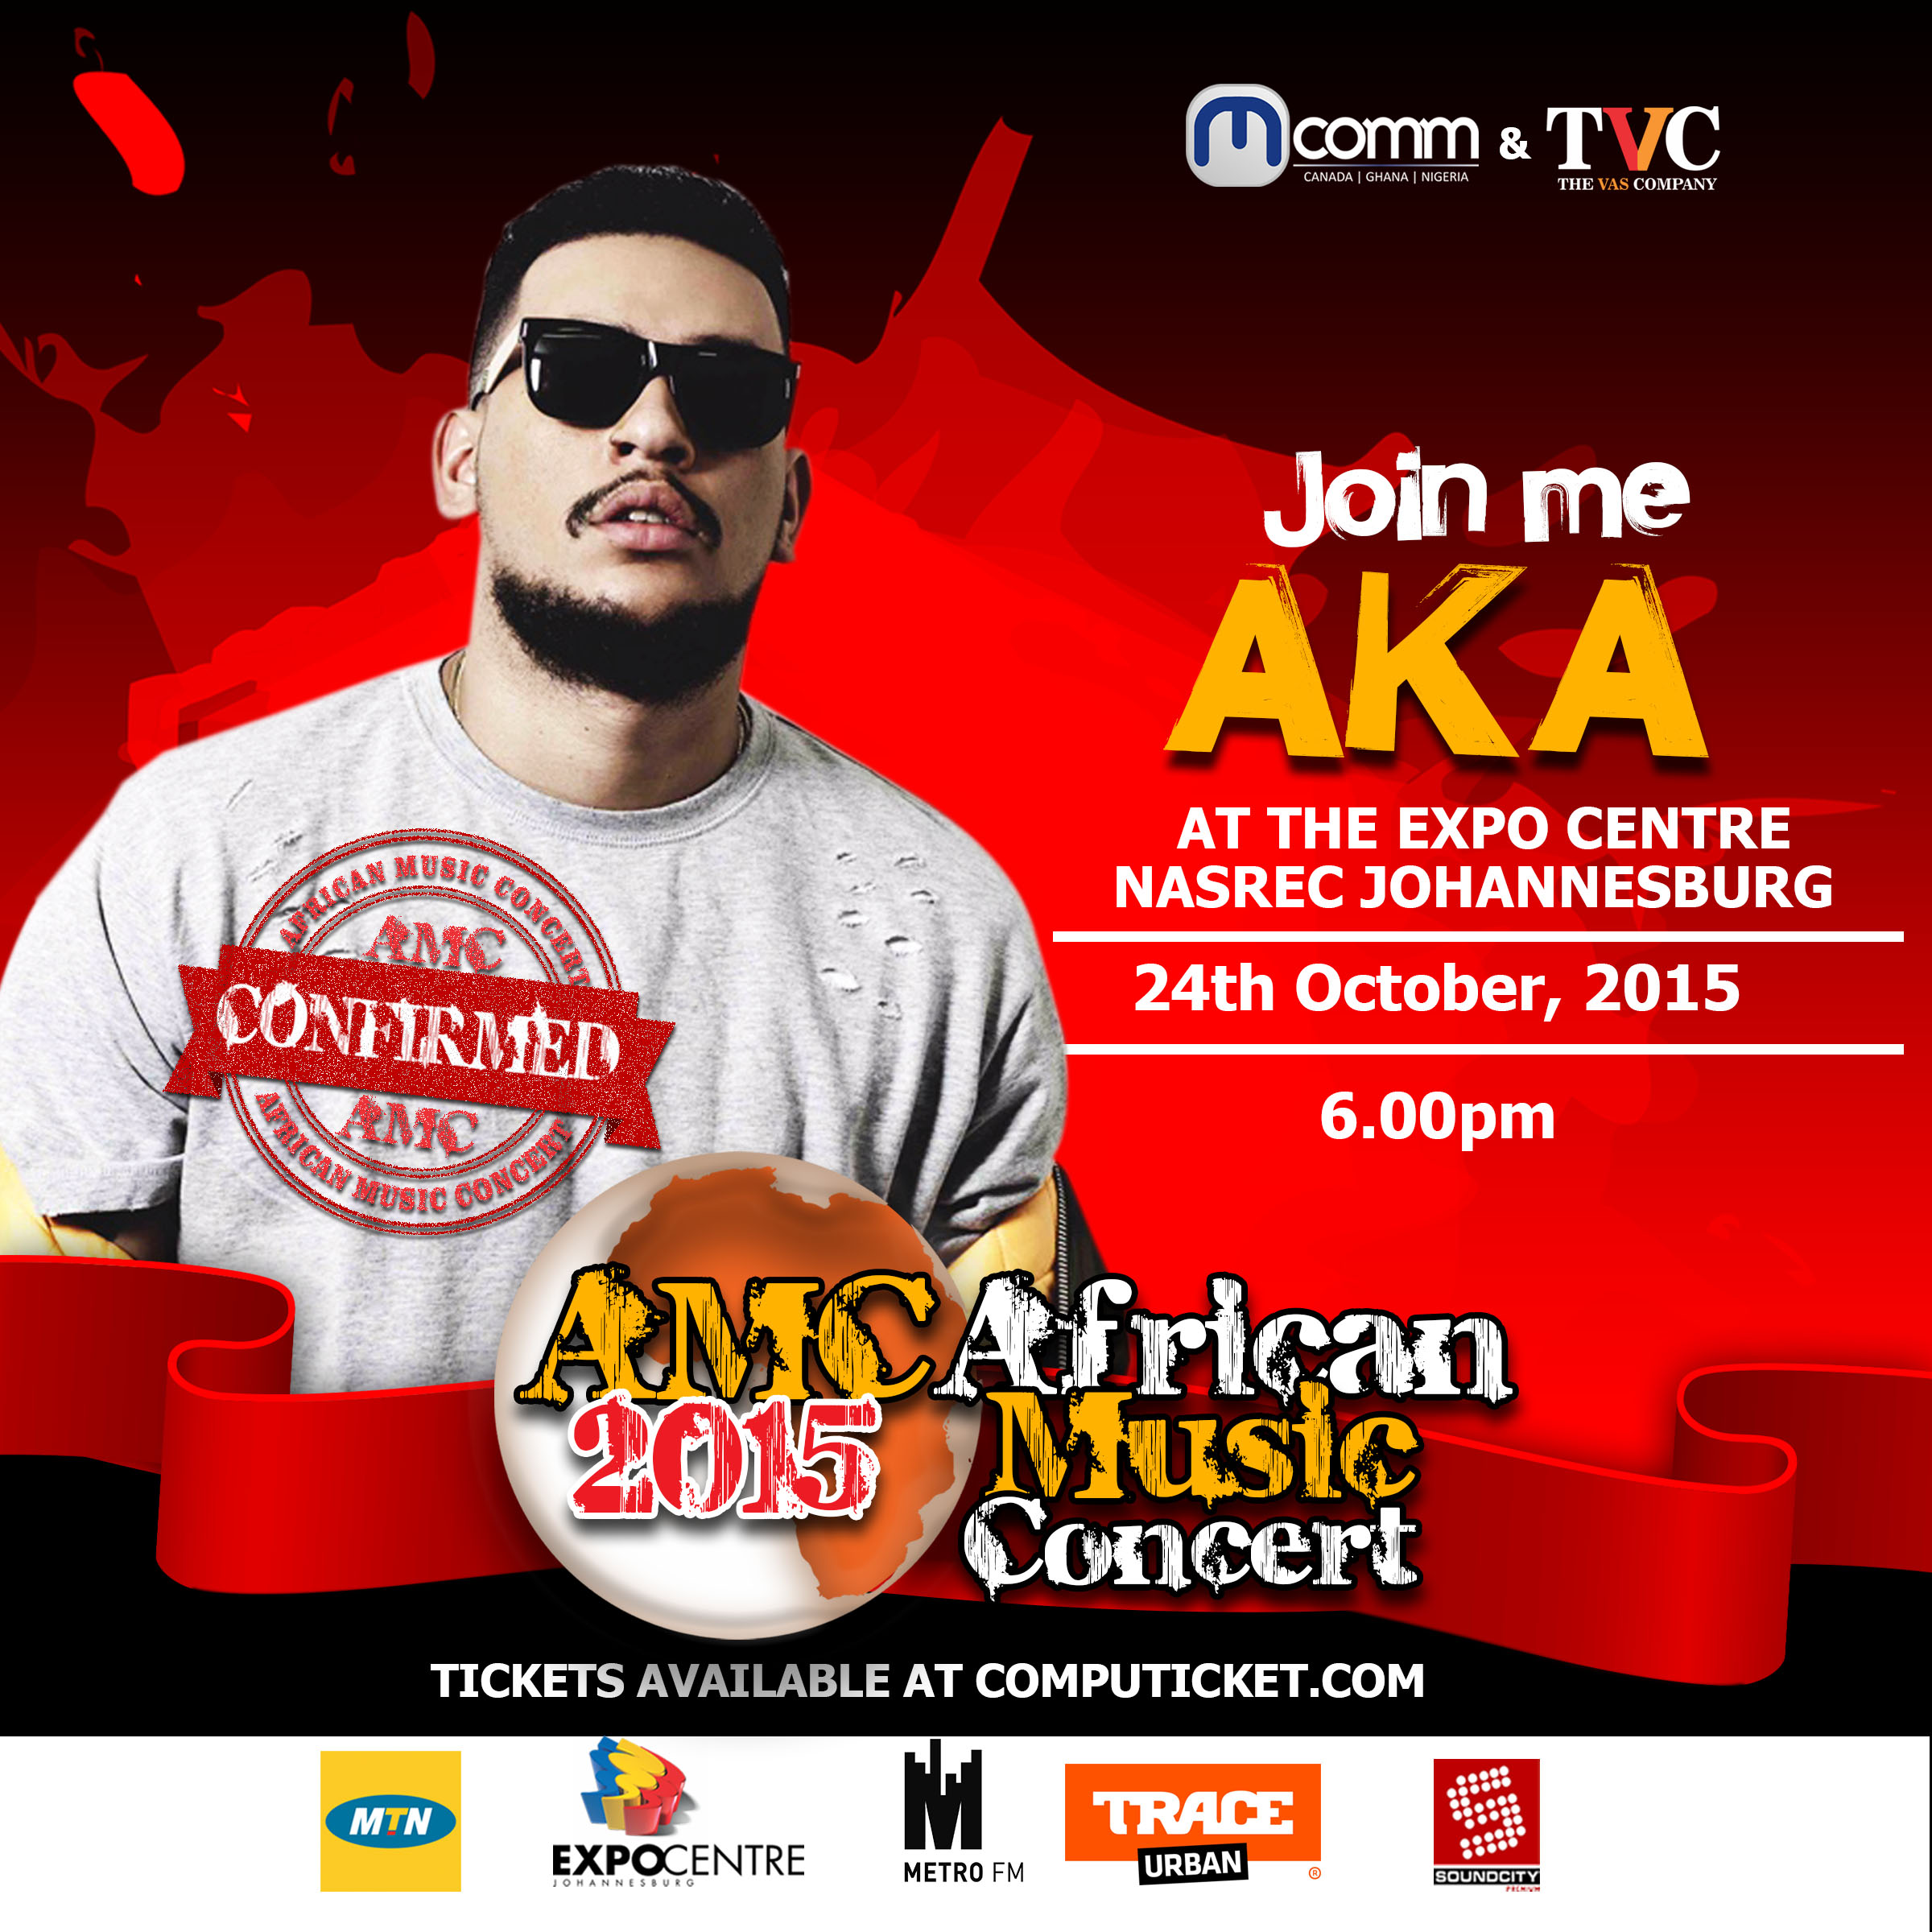 mcomm & TVC
CANADA | GHANA | NIGERIA
THE VAS COMPANY
Join me
AKA
AT THE EXPO CENTRE
NASREC JOHANNESBURG
24th October, 2015
6.00pm
AFRICAN MUSIC CONCERT
AMC
CONFIRMED
AMC
AFRICAN MUSIC CONCERT
AMC African
2015 Music
Concert
TICKETS AVAILABLE AT COMPUTICKET.COM
MTN
EXPOCENTRE
JOHANNESBURG
M
METRO FM
TRACE
URBAN
®
S
SOUNDCITY
PREMIUM